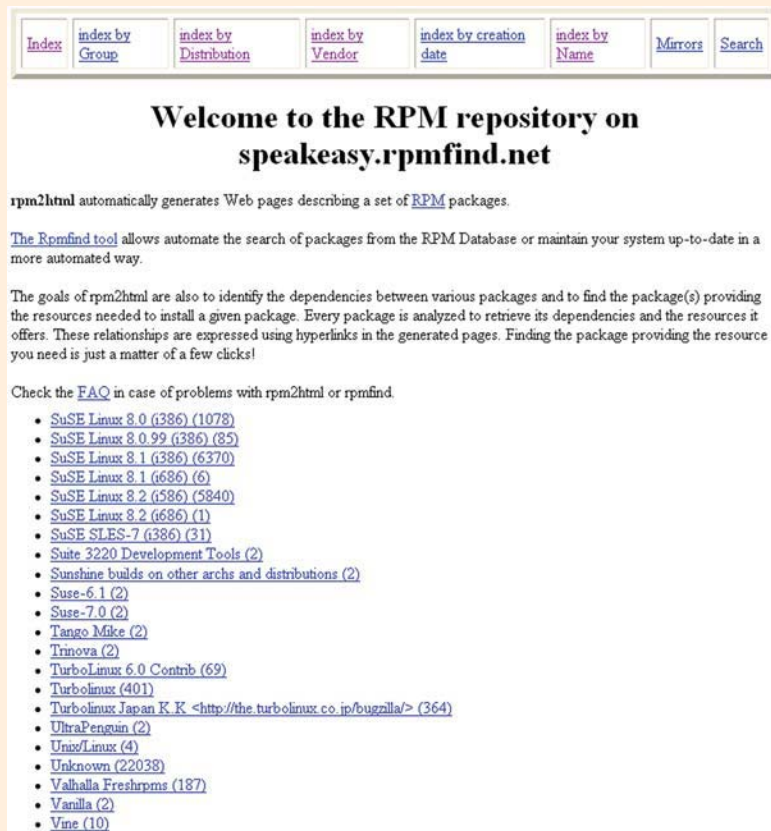 Index index by Group index by Distribution index by Vendor index by creation date index by Name Mirrors Search
Welcome to the RPM repository on
speakeasy.rpmfind.net
rpm2html automatically generates Web pages describing a set of RPM packages.
The Rpmfind tool allows automate the search of packages from the RPM Database or maintain your system up-to-date in a
more automated way.
The goals of rpm2html are also to identify the dependencies between various packages and to find the package(s) providing
the resources needed to install a given package. Every package is analyzed to retrieve its dependencies and the resources it
offers. These relationships are expressed using hyperlinks in the generated pages. Finding the package providing the resource
you need is just a matter of a few clicks!
Check the FAQ in case of problems with rpm2html or rpmfind.
• SuSE Linux 8.0 (i386) (1078)
• SuSE Linux 8.0.99 (i386) (85)
• SuSE Linux 8.1 (i386) (6370)
• SuSE Linux 8.1 (i686) (6)
• SuSE Linux 8.2 (i586) (5840)
• SuSE Linux 8.2 (i686) (1)
• SuSE SLES-7 (i386) (31)
• Suite 3220 Development Tools (2)
• Sunshine builds on other archs and distributions (2)
• Suse-6.1 (2)
• Suse-7.0 (2)
• Tango Mike (2)
• Trinova (2)
• TurboLinux 6.0 Contrib (69)
• Turbolinux (401)
• Turbolinux Japan K.K <http://the.turbolinux.co.jp/bugzilla/> (364)
• UltraPenguin (2)
• Unix/Linux (4)
• Unknown (22038)
• Valhalla Freshrpms (187)
• Vanilla (2)
• Vine (10)